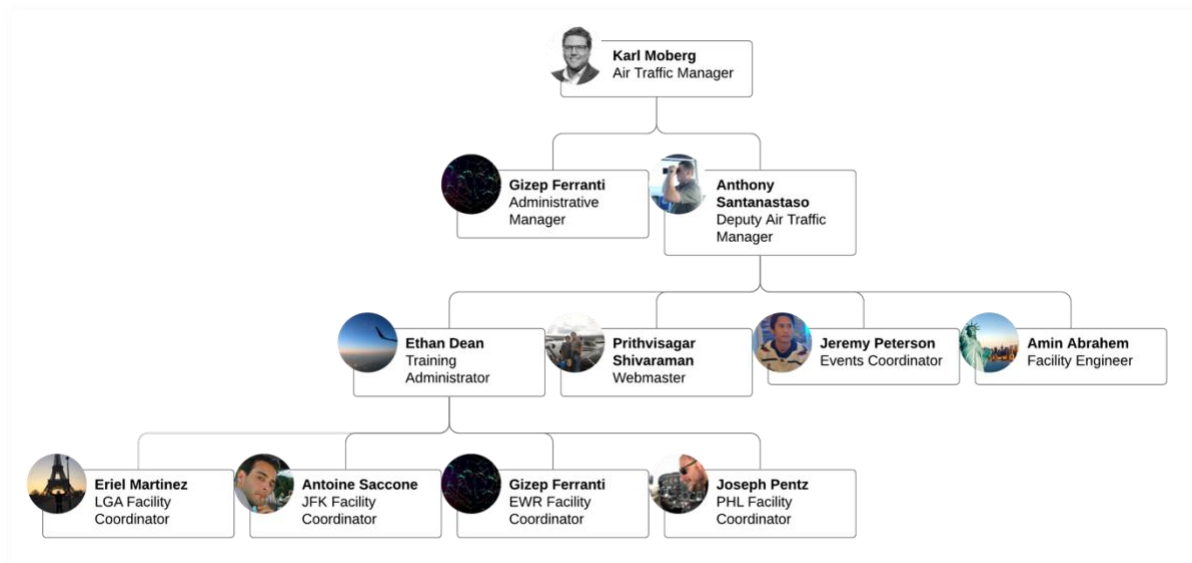 Karl Moberg
Air Traffic Manager
Gizep Ferranti
Administrative
Manager
Anthony
Santanastaso
Deputy Air Traffic
Manager
Ethan Dean
Training
Administrator
Prithvisagar
Shivaraman
Webmaster
Jeremy Peterson
Events Coordinator
Amin Abrahem
Facility Engineer
Eriel Martinez
LGA Facility
Coordinator
Antoine Saccone
JFK Facility
Coordinator
Gizep Ferranti
EWR Facility
Coordinator
Joseph Pentz
PHL Facility
Coordinator